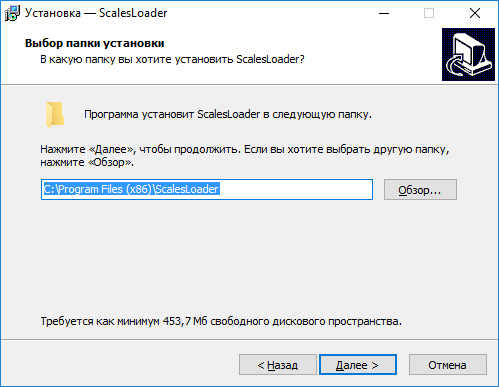 Установка — ScalesLoader
Выбор папки установки
В какую папку вы хотите установить ScalesLoader?
Программа установит ScalesLoader в следующую папку.
Нажмите «Далее», чтобы продолжить. Если вы хотите выбрать другую папку,
нажмите «Обзор».
C:\Program Files (x86)\ScalesLoader
Обзор...
Требуется как минимум 453,7 Мб свободного дискового пространства.
< Назад
Далее >
Отмена